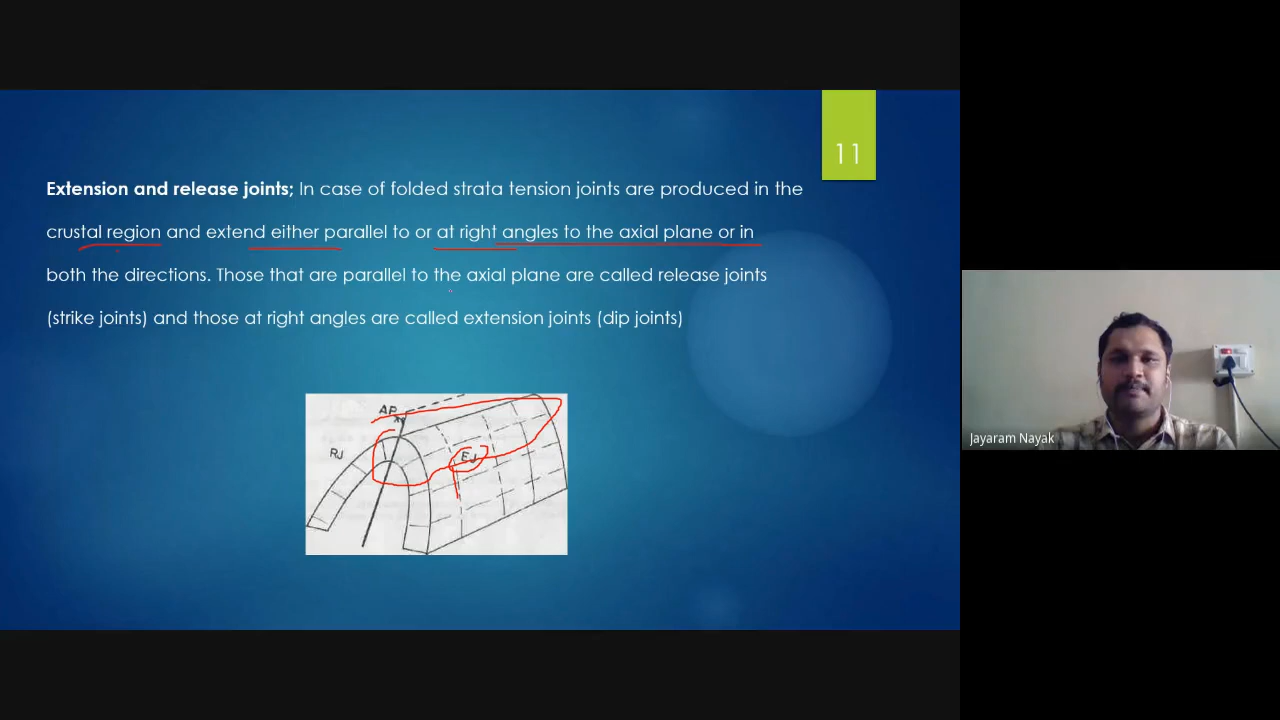 11
Extension and release joints; In case of folded strata tension joints are produced in the
crustal region and extend either parallel to or at right angles to the axial plane or in
both the directions. Those that are parallel to the axial plane are called release joints
(strike joints) and those at right angles are called extension joints (dip joints)
AP
RJ
EJ
Jayaram Nayak